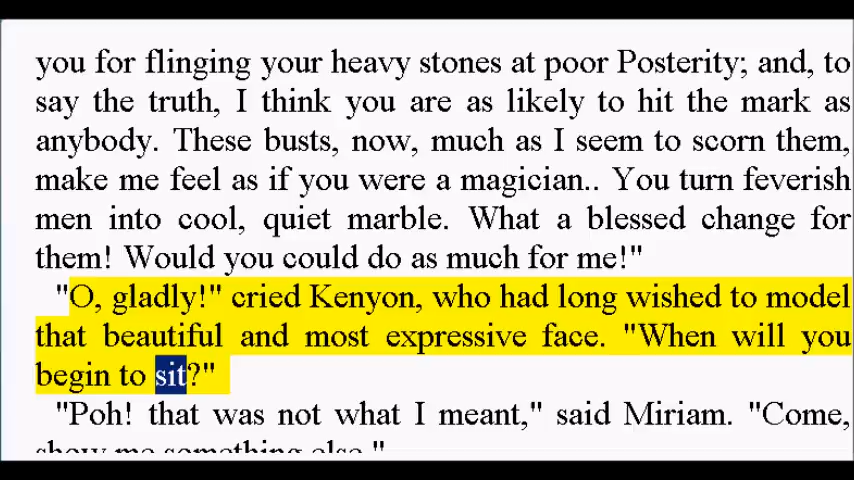 you for flinging your heavy stones at poor Posterity; and, to
say the truth, I think you are as likely to hit the mark as
anybody. These busts, now, much as I seem to scorn them,
make me feel as if you were a magician.. You turn feverish
men into cool, quiet marble. What a blessed change for
them! Would you could do as much for me!"
"O, gladly!" cried Kenyon, who had long wished to model
that beautiful and most expressive face. "When will you
begin to sit?"
"Poh! that was not what I meant," said Miriam. "Come,
show me something else."